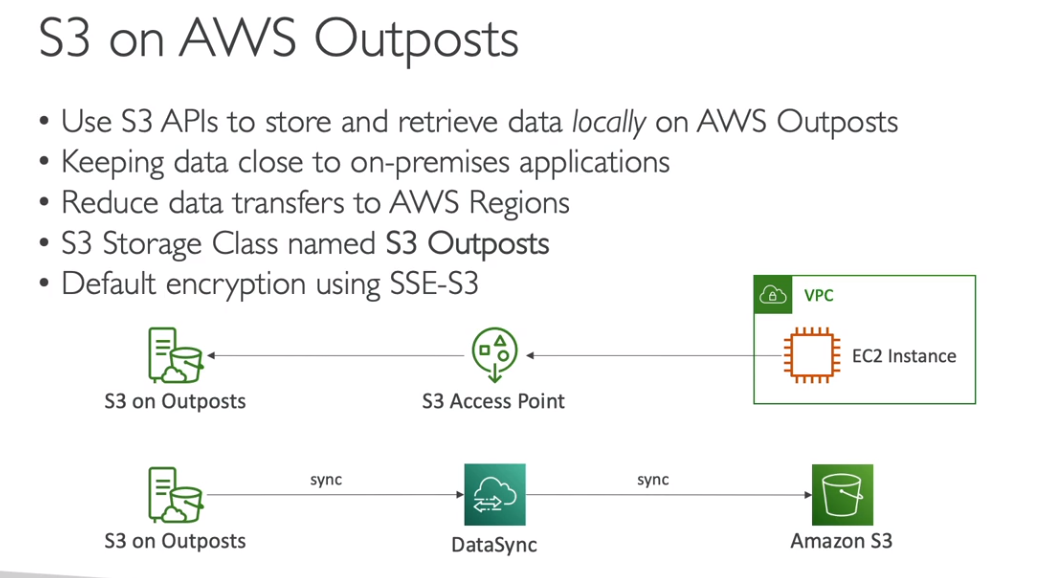 S3 on AWS Outposts
• Use S3 APIs to store and retrieve data locally on AWS Outposts
• Keeping data close to on-premises applications
• Reduce data transfers to AWS Regions
• S3 Storage Class named S3 Outposts
• Default encryption using SSE-S3
VPC
EC2 Instance
S3 on Outposts
S3 Access Point
sync
sync
S3 on Outposts
DataSync
Amazon S3